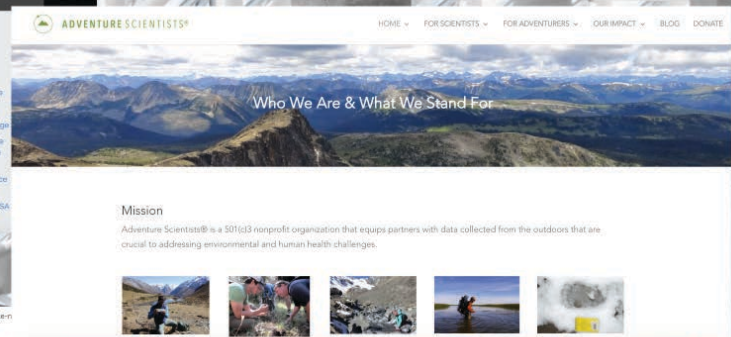 ADVENTURE SCIENTISTS®
HOME FOR SCIENTISTS FOR ADVENTURERS OUR IMPACT BLOG DONATE
Who We Are & What We Stand For
Mission
Adventure Scientists® is a 501(c)3 nonprofit organization that equips partners with data collected from the outdoors that are
crucial to addressing environmental and human health challenges.